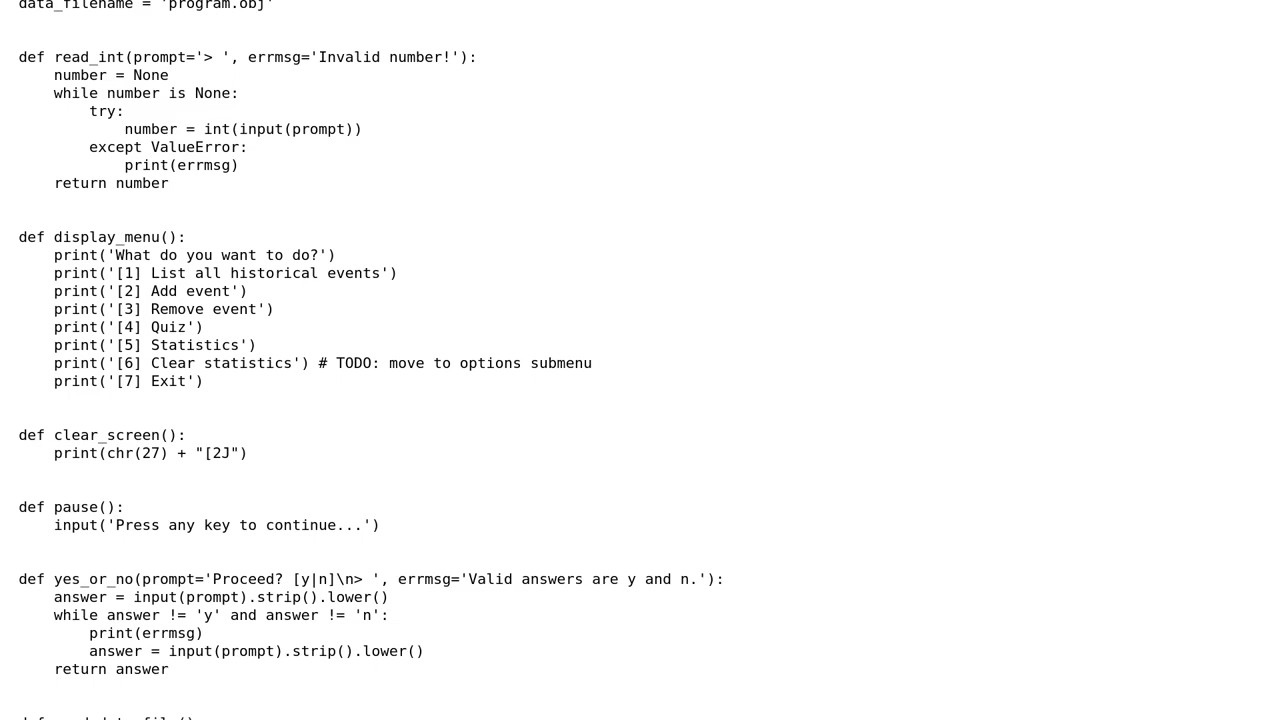 data_filename = 'program.obj'
def read_int(prompt='> ', errmsg='Invalid number!'):
    number = None
    while number is None:
        try:
            number = int(input(prompt))
        except ValueError:
            print(errmsg)
    return number
def display_menu():
    print('What do you want to do?')
    print('[1] List all historical events')
    print('[2] Add event')
    print('[3] Remove event')
    print('[4] Quiz')
    print('[5] Statistics')
    print('[6] Clear statistics') # TODO: move to options submenu
    print('[7] Exit')
def clear_screen():
    print(chr(27) + "[2J")
def pause():
    input('Press any key to continue...')
def yes_or_no(prompt='Proceed? [y|n]\n> ', errmsg='Valid answers are y and n.'):
    answer = input(prompt).strip().lower()
    while answer != 'y' and answer != 'n':
        print(errmsg)
        answer = input(prompt).strip().lower()
    return answer